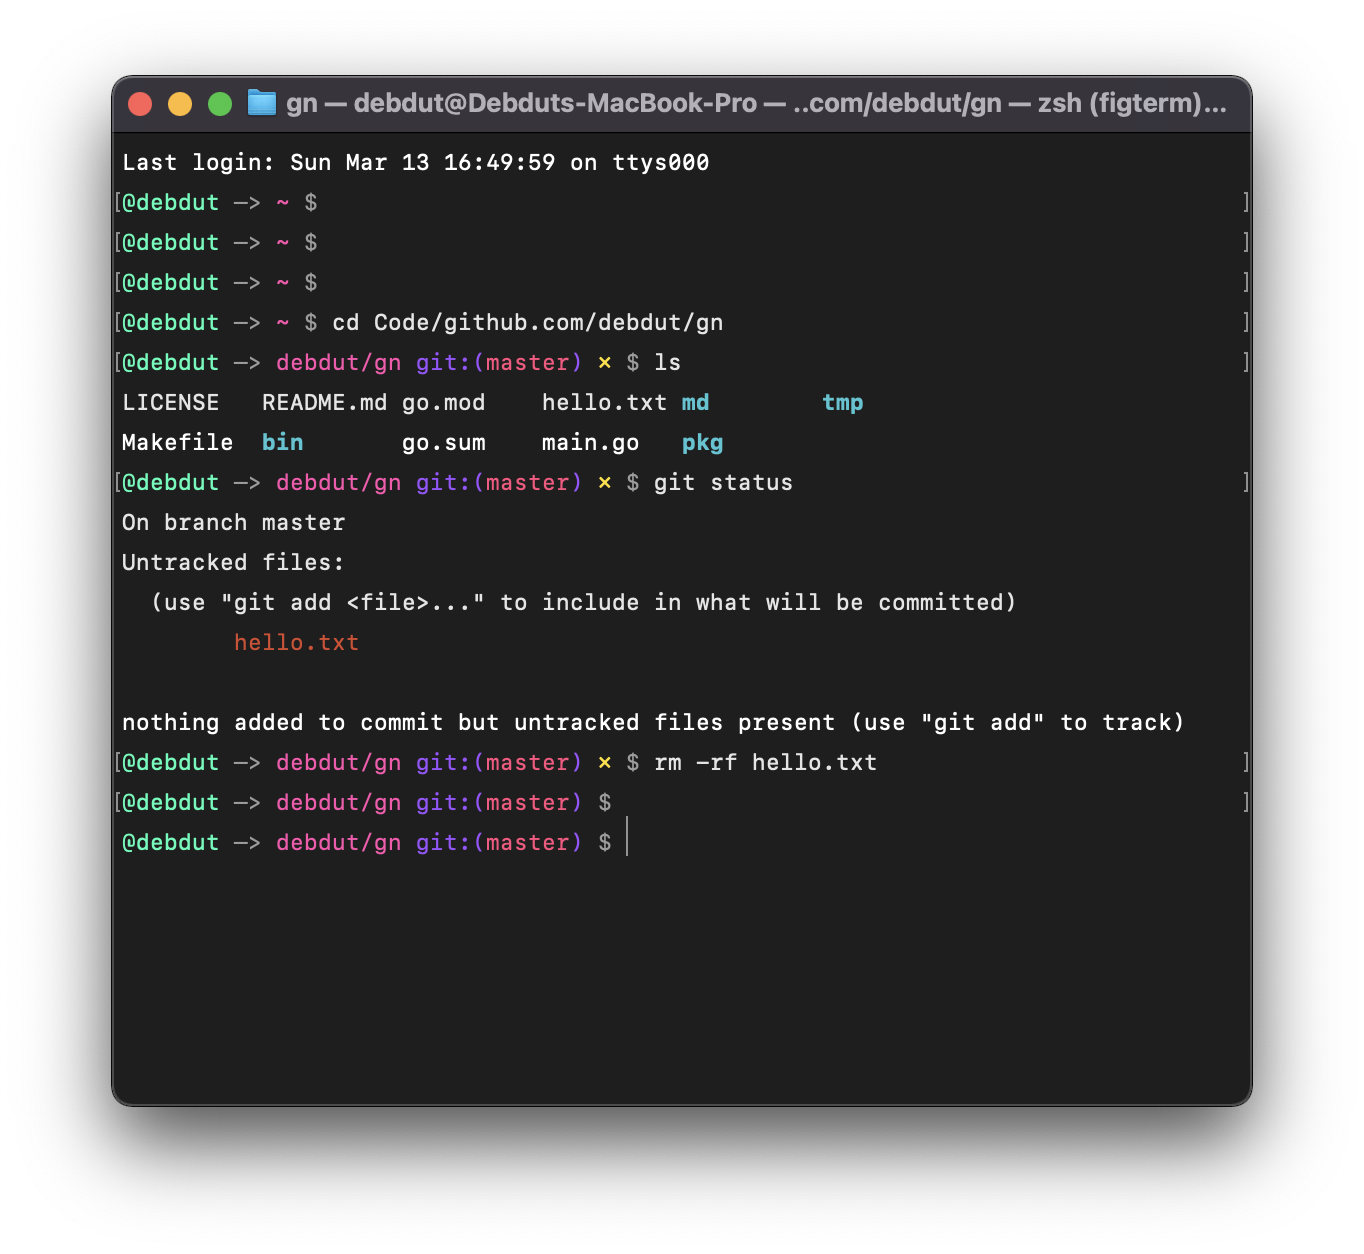 gn — debdut@Debduts-MacBook-Pro — ..com/debdut/gn — zsh (figterm)...
Last login: Sun Mar 13 16:49:59 on ttys000
[@debdut —> ~ $ ]
[@debdut —> ~ $ ]
[@debdut —> ~ $ ]
[@debdut —> ~ $ cd Code/github.com/debdut/gn ]
[@debdut —> debdut/gn git:(master) × $ ls ]
LICENSE   README.md go.mod    hello.txt md        tmp
Makefile  bin       go.sum    main.go   pkg
[@debdut —> debdut/gn git:(master) × $ git status ]
On branch master
Untracked files:
  (use "git add <file>..." to include in what will be committed)
        hello.txt
nothing added to commit but untracked files present (use "git add" to track)
[@debdut —> debdut/gn git:(master) × $ rm -rf hello.txt ]
[@debdut —> debdut/gn git:(master) $ ]
@debdut —> debdut/gn git:(master) $